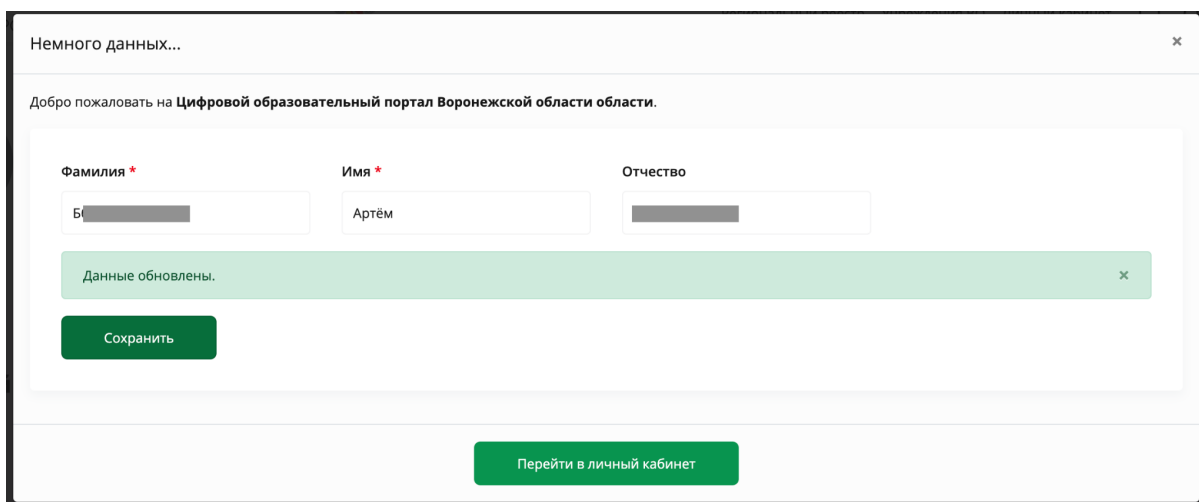 Немного данных...
×
Добро пожаловать на Цифровой образовательный портал Воронежской области области.
Фамилия * Имя * Отчество
Артём
Данные обновлены. ×
Сохранить
Перейти в личный кабинет